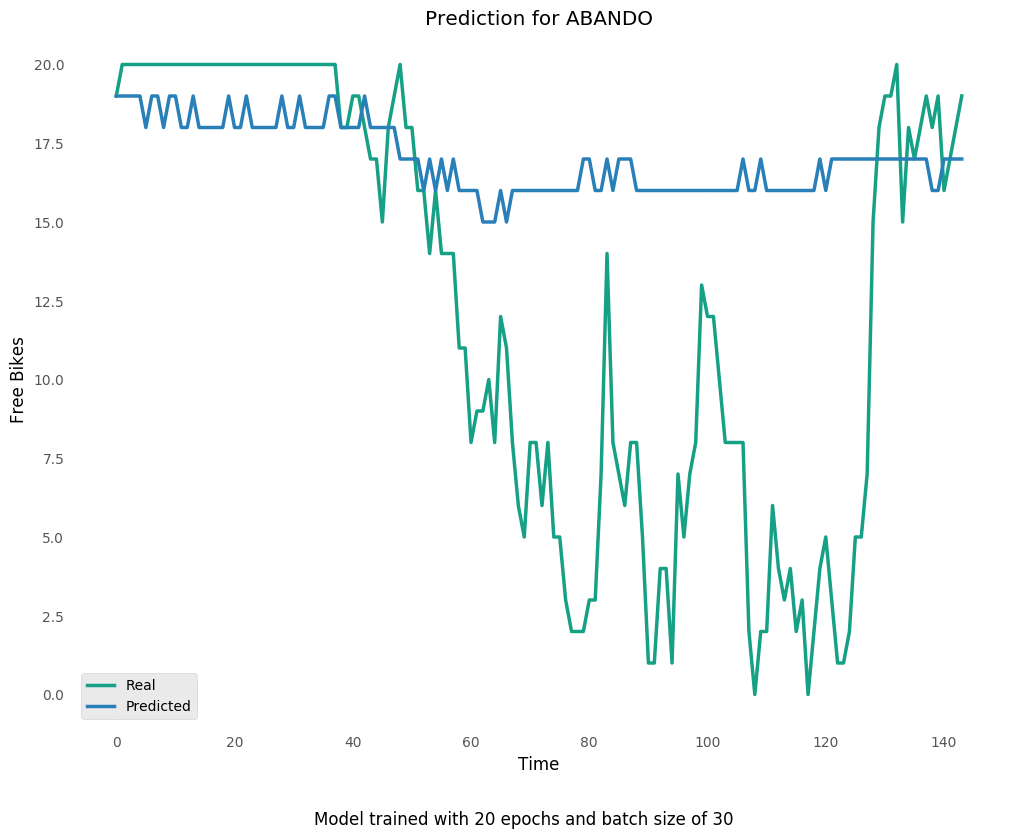 Prediction for ABANDO
20.0
17.5
15.0
12.5
10.0
7.5
5.0
2.5
0.0
Free Bikes
Real
Predicted
0 20 40 60 80 100 120 140
Time
Model trained with 20 epochs and batch size of 30